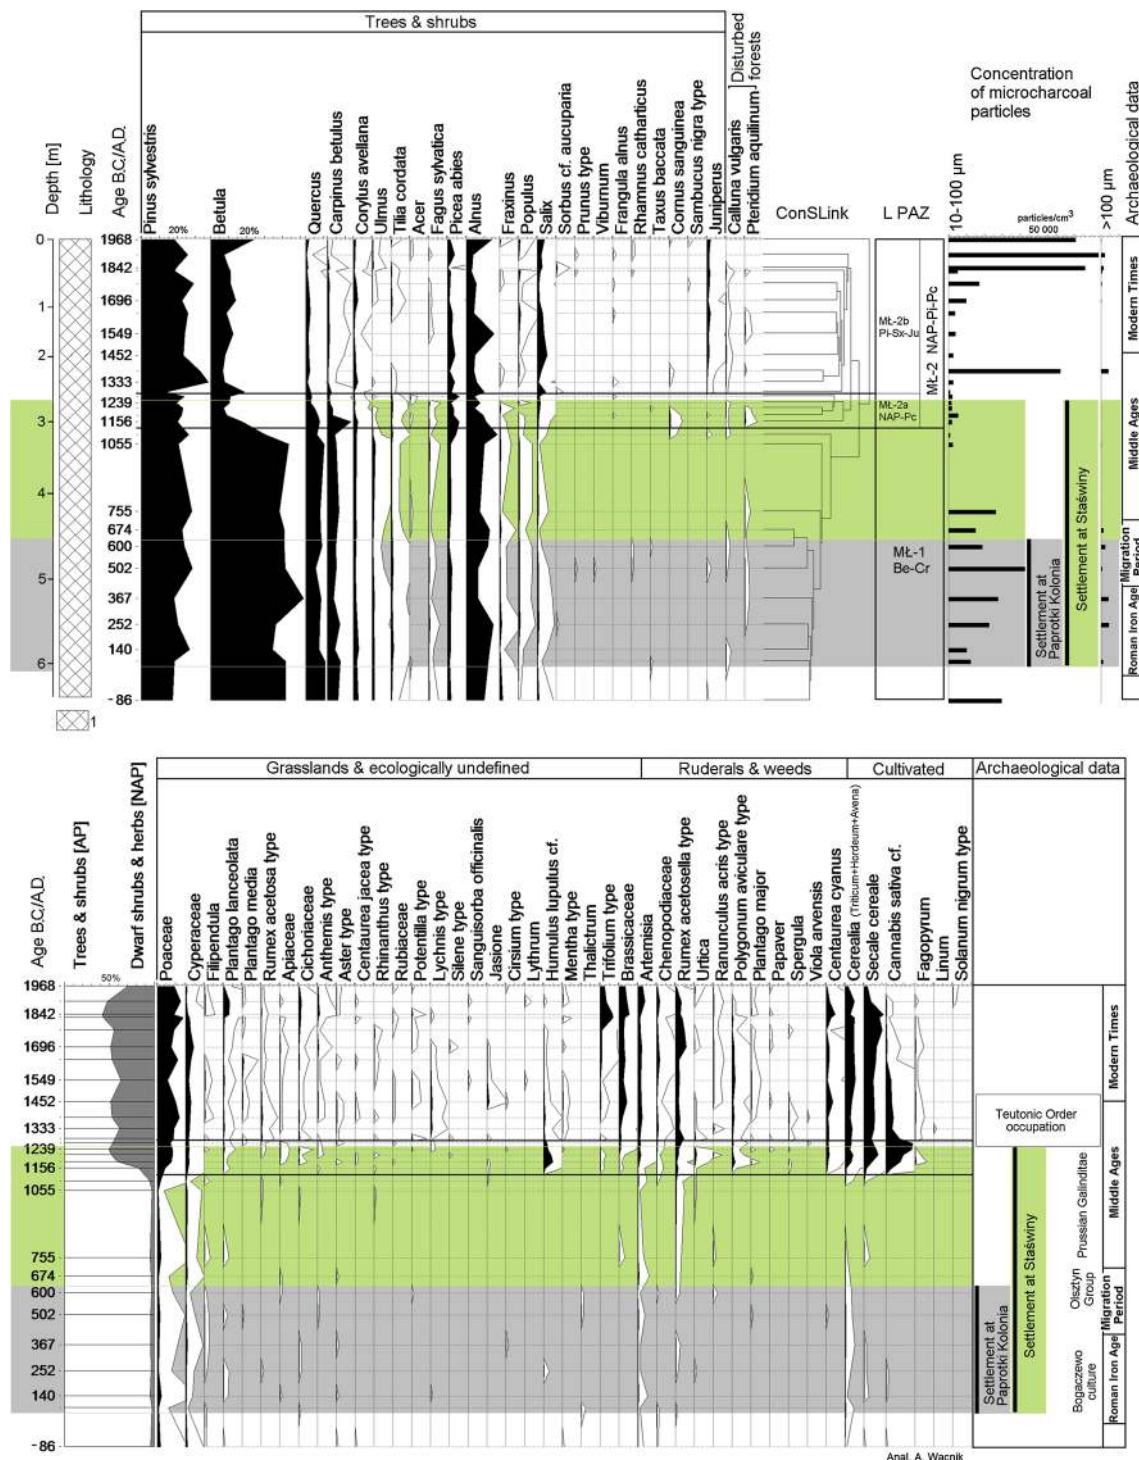 Trees & shrubs
Disturbed
forests
Depth [m]
Lithology
Age B.C/A.D.
Pinus sylvestris
Betula
Quercus
Carpinus betulus
Corylus avellana
Ulmus
Tilia cordata
Acer
Fagus sylvatica
Picea abies
Alnus
Fraxinus
Populus
Salix
Sorbus cf. aucuparia
Prunus type
Viburnum
Frangula alnus
Rhamnus catharticus
Taxus baccata
Cornus sanguinea
Sambucus nigra type
Juniperus
Calluna vulgaris
Pteridium aquilinum
ConSLink
L PAZ
Concentration
of microcharcoal
particles
10-100 µm
particles/cm³
50 000
>100 µm
Archaeological data
20%
20%
0
1
2
3
4
5
6
1968
1842
1696
1549
1452
1333
1239
1156
1055
755
674
600
502
367
252
140
-86
1
MŁ-2b
Pi-Sx-Ju
MŁ-2 NAP-Pi-Pc
MŁ-2a
NAP-Pc
MŁ-1
Be-Cr
Settlement at
Paprotki Kolonia
Settlement at Staświny
Modern Times
Middle Ages
Migration
Period
Roman Iron Age
Grasslands & ecologically undefined
Ruderals & weeds
Cultivated
Archaeological data
Age B.C/A.D.
Trees & shrubs [AP]
Dwarf shrubs & herbs [NAP]
Poaceae
Cyperaceae
Filipendula
Plantago lanceolata
Plantago media
Rumex acetosa type
Apiaceae
Cichoriaceae
Anthemis type
Aster type
Centaurea jacea type
Rhinanthus type
Rubiaceae
Potentilla type
Lychnis type
Silene type
Sanguisorba officinalis
Jasione
Cirsium type
Lythrum
Humulus lupulus cf.
Mentha type
Thalictrum
Trifolium type
Brassicaceae
Artemisia
Chenopodiaceae
Rumex acetosella type
Urtica
Ranunculus acris type
Polygonum aviculare type
Plantago major
Papaver
Spergula
Viola arvensis
Centaurea cyanus
Cerealia (Triticum+Hordeum+Avena)
Secale cereale
Cannabis sativa cf.
Fagopyrum
Linum
Solanum nigrum type
50%
1968
1842
1696
1549
1452
1333
1239
1156
1055
755
674
600
502
367
252
140
-86
Teutonic Order
occupation
Settlement at
Paprotki Kolonia
Settlement at Staświny
Prussian Galinditae
Olsztyn
Group
Bogaczewo
culture
Modern Times
Middle Ages
Migration
Period
Roman Iron Age
Anal. A. Wacnik